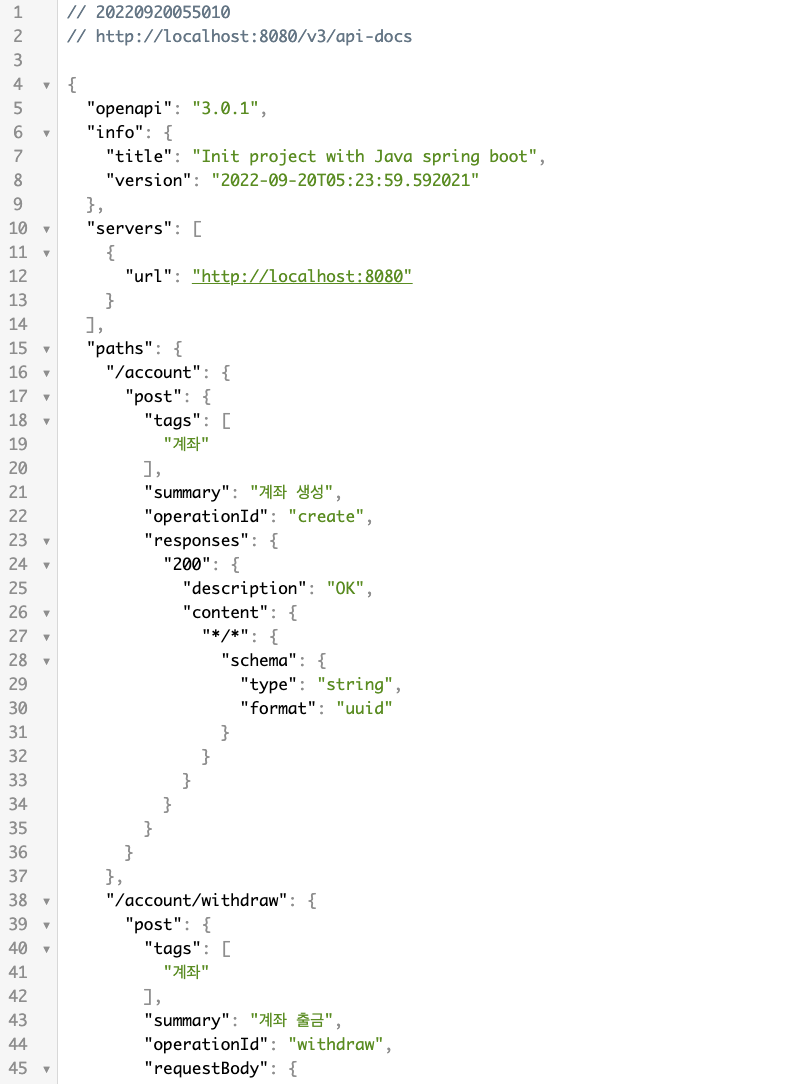 1 // 20220920055010
2 // http://localhost:8080/v3/api-docs
3
4 ▼ {
5 "openapi": "3.0.1",
6 ▼ "info": {
7 "title": "Init project with Java spring boot",
8 "version": "2022-09-20T05:23:59.592021"
9 },
10 ▼ "servers": [
11 ▼ {
12 "url": "http://localhost:8080"
13 }
14 ],
15 ▼ "paths": {
16 ▼ "/account": {
17 ▼ "post": {
18 ▼ "tags": [
19 "계좌"
20 ],
21 "summary": "계좌 생성",
22 "operationId": "create",
23 ▼ "responses": {
24 ▼ "200": {
25 "description": "OK",
26 ▼ "content": {
27 ▼ "*/*": {
28 ▼ "schema": {
29 "type": "string",
30 "format": "uuid"
31 }
32 }
33 }
34 }
35 }
36 }
37 },
38 ▼ "/account/withdraw": {
39 ▼ "post": {
40 ▼ "tags": [
41 "계좌"
42 ],
43 "summary": "계좌 출금",
44 "operationId": "withdraw",
45 ▼ "requestBody": {